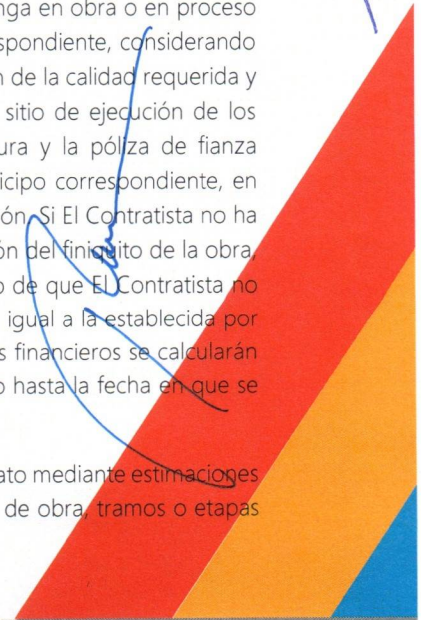 nga en obra o en proceso
spondiente, considerando
n de la calidad requerida y
sitio de ejecución de los
ura y la póliza de fianza
icipo correspondiente, en
ón. Si El Contratista no ha
ón del finiquito de la obra,
o de que El Contratista no
igual a la establecida por
s financieros se calcularán
o hasta la fecha en que se
ato mediante estimaciones
de obra, tramos o etapas